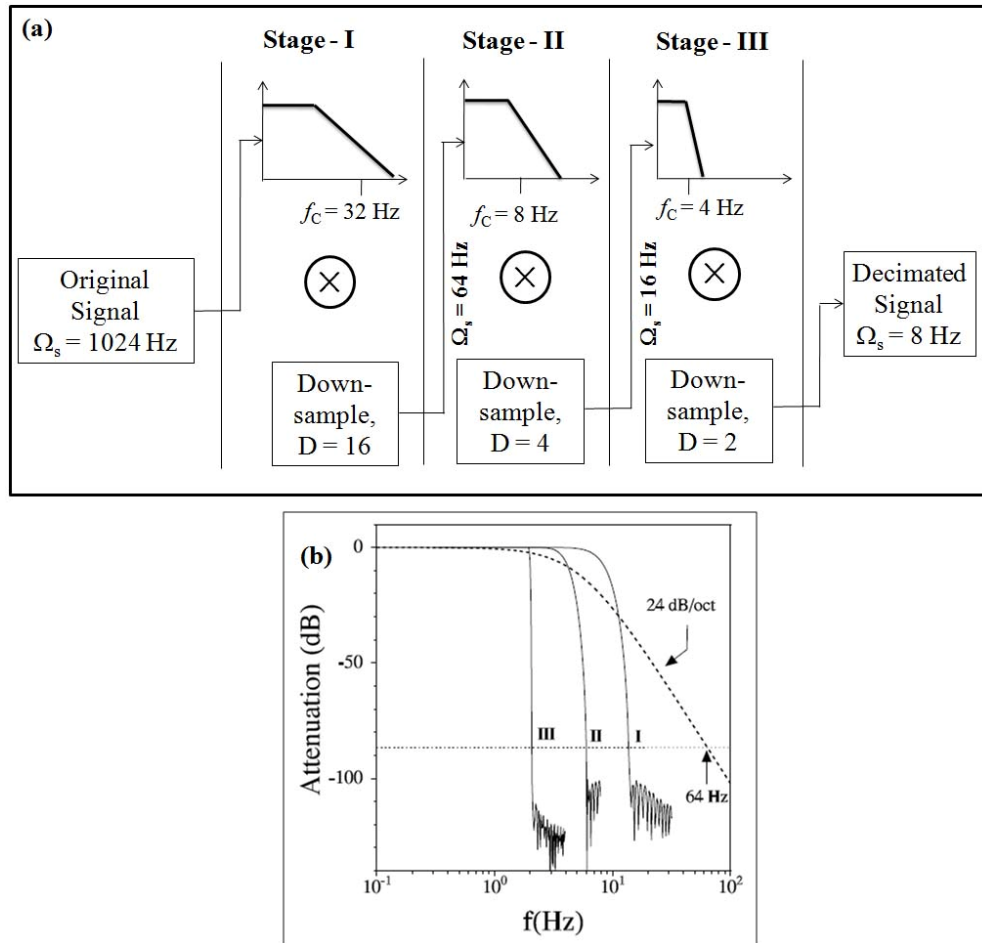 (a)
Stage - I
Stage - II
Stage - III
f_C = 32 Hz
f_C = 8 Hz
f_C = 4 Hz
Original
Signal
Ω_s = 1024 Hz
Ω_s = 64 Hz
Ω_s = 16 Hz
Decimated
Signal
Ω_s = 8 Hz
Down-
sample,
D = 16
Down-
sample,
D = 4
Down-
sample,
D = 2
(b)
Attenuation (dB)
0
-50
-100
24 dB/oct
III
II
I
64 Hz
10^-1
10^0
10^1
10^2
f(Hz)